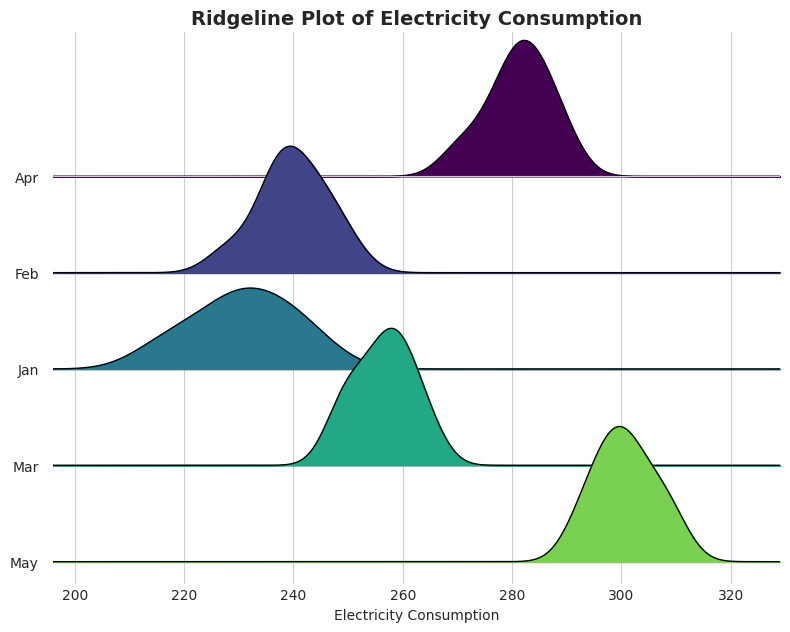 Ridgeline Plot of Electricity Consumption
Apr
Feb
Jan
Mar
May
200 220 240 260 280 300 320
Electricity Consumption